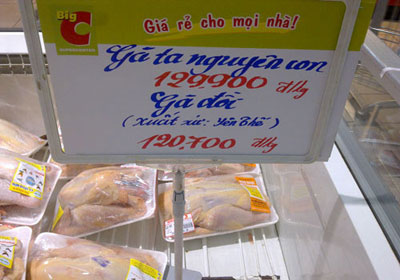 Big C
HYPERCENTER
Giá rẻ cho mọi nhà!
Gà ta nguyên con
129,900 đ/kg
Gà đồi
(xuất xứ: Yên Thế)
120,700 đ/kg